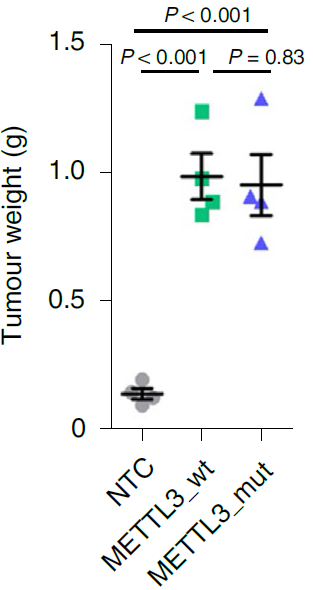 P < 0.001
P < 0.001 P = 0.83
1.5
1.0
0.5
0
Tumour weight (g)
NTC
METTL3_wt
METTL3_mut